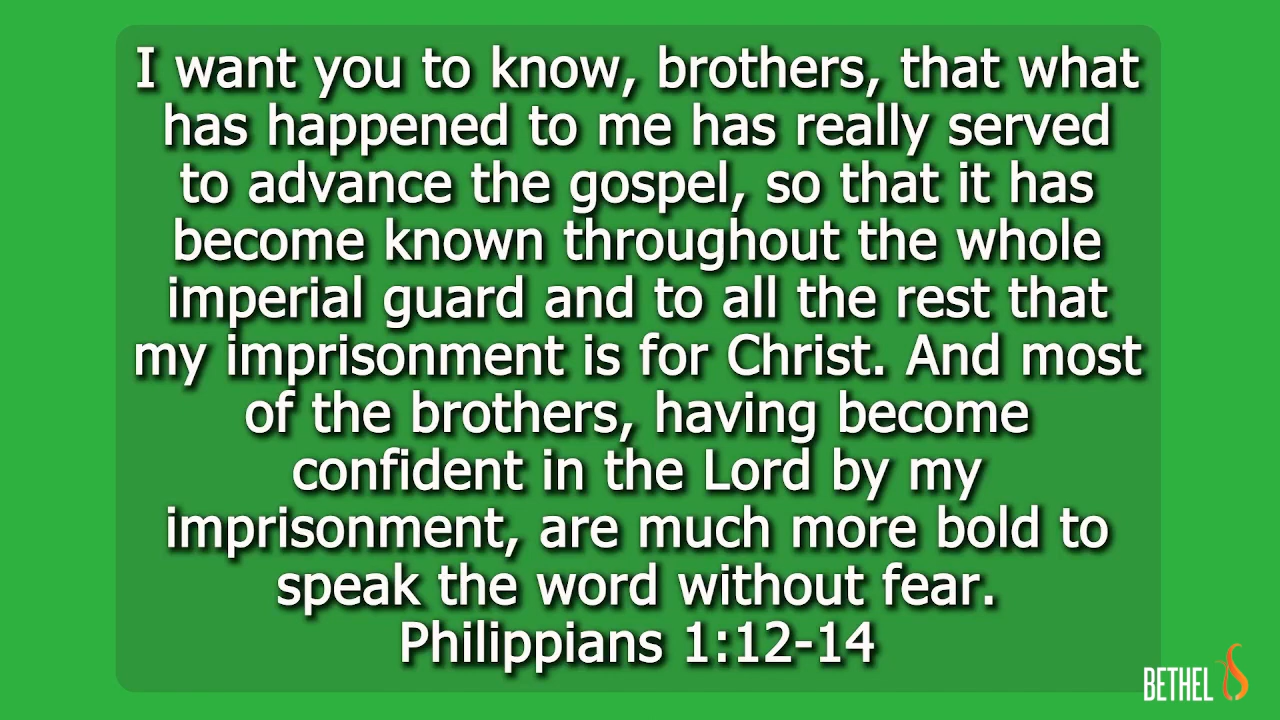 I want you to know, brothers, that what
has happened to me has really served
to advance the gospel, so that it has
become known throughout the whole
imperial guard and to all the rest that
my imprisonment is for Christ. And most
of the brothers, having become
confident in the Lord by my
imprisonment, are much more bold to
speak the word without fear.
Philippians 1:12-14
BETHEL